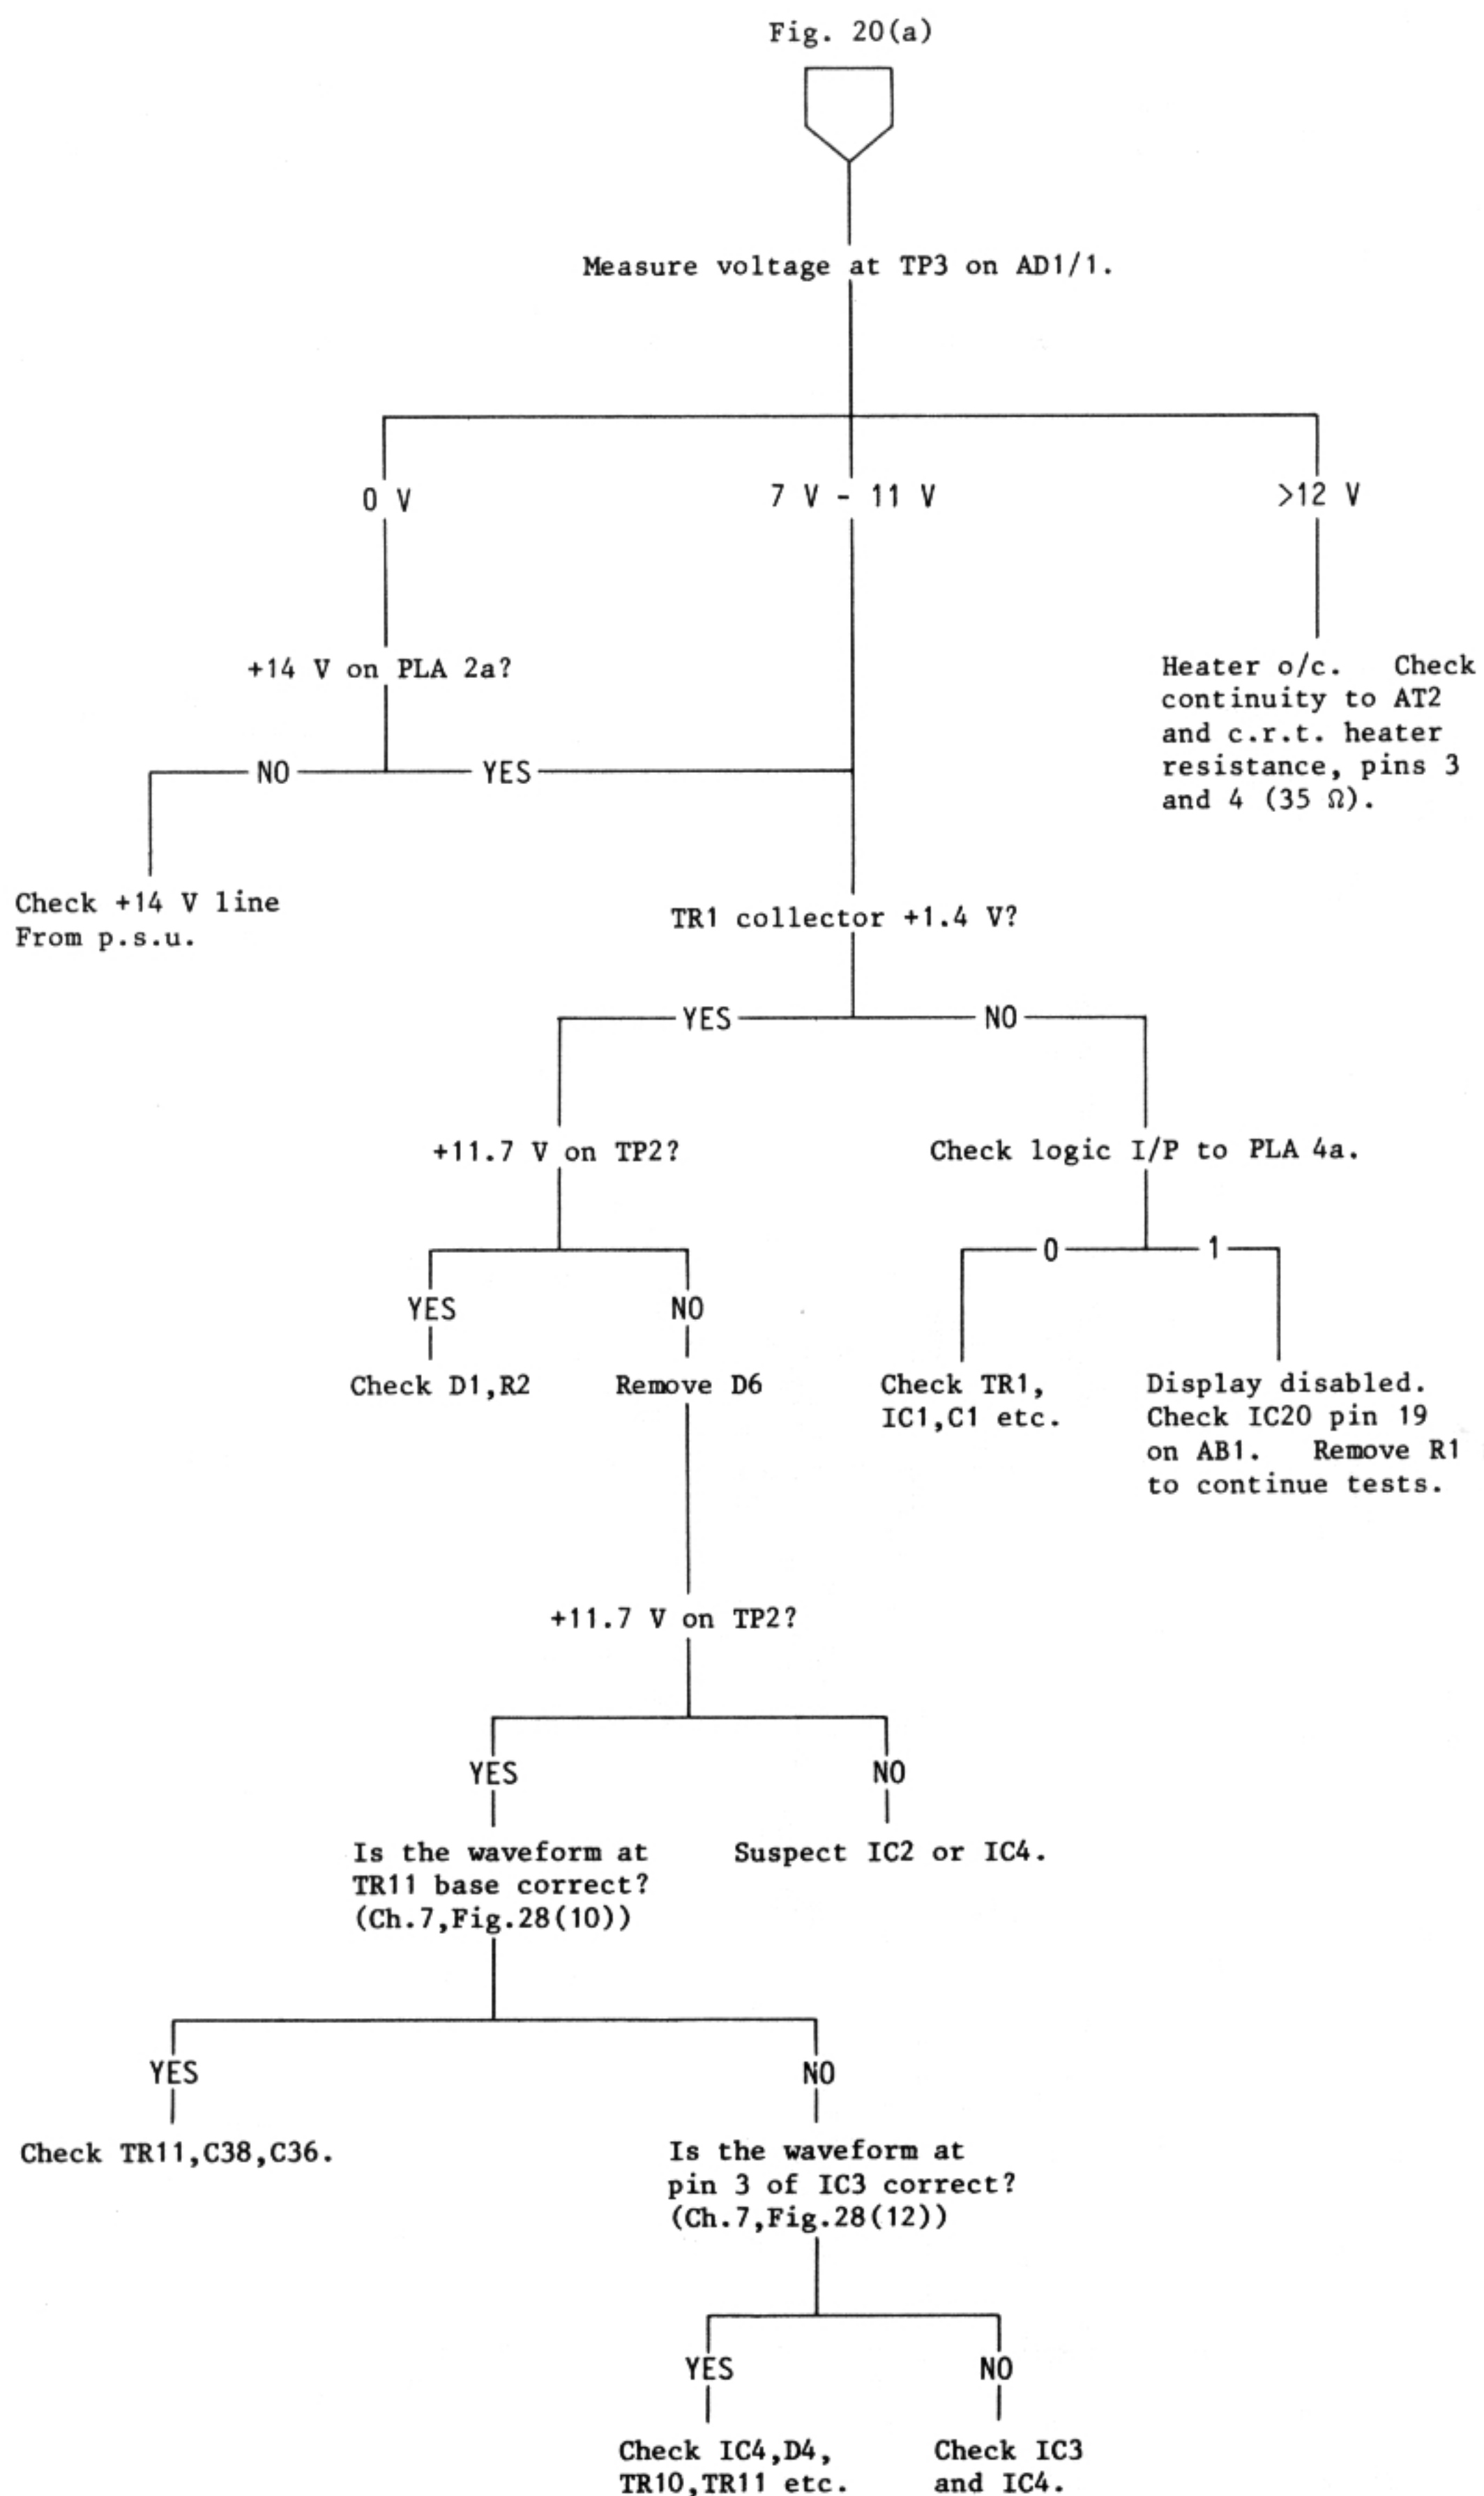 Fig. 20(a)
Measure voltage at TP3 on AD1/1.
0 V
7 V - 11 V
>12 V
+14 V on PLA 2a?
Heater o/c. Check
continuity to AT2
and c.r.t. heater
resistance, pins 3
and 4 (35 Ω).
NO
YES
Check +14 V line
From p.s.u.
TR1 collector +1.4 V?
YES
NO
+11.7 V on TP2?
Check logic I/P to PLA 4a.
0
1
YES
NO
Check D1,R2
Remove D6
Check TR1,
IC1,C1 etc.
Display disabled.
Check IC20 pin 19
on AB1. Remove R1
to continue tests.
+11.7 V on TP2?
YES
NO
Is the waveform at
TR11 base correct?
(Ch.7,Fig.28(10))
Suspect IC2 or IC4.
YES
NO
Check TR11,C38,C36.
Is the waveform at
pin 3 of IC3 correct?
(Ch.7,Fig.28(12))
YES
NO
Check IC4,D4,
TR10,TR11 etc.
Check IC3
and IC4.